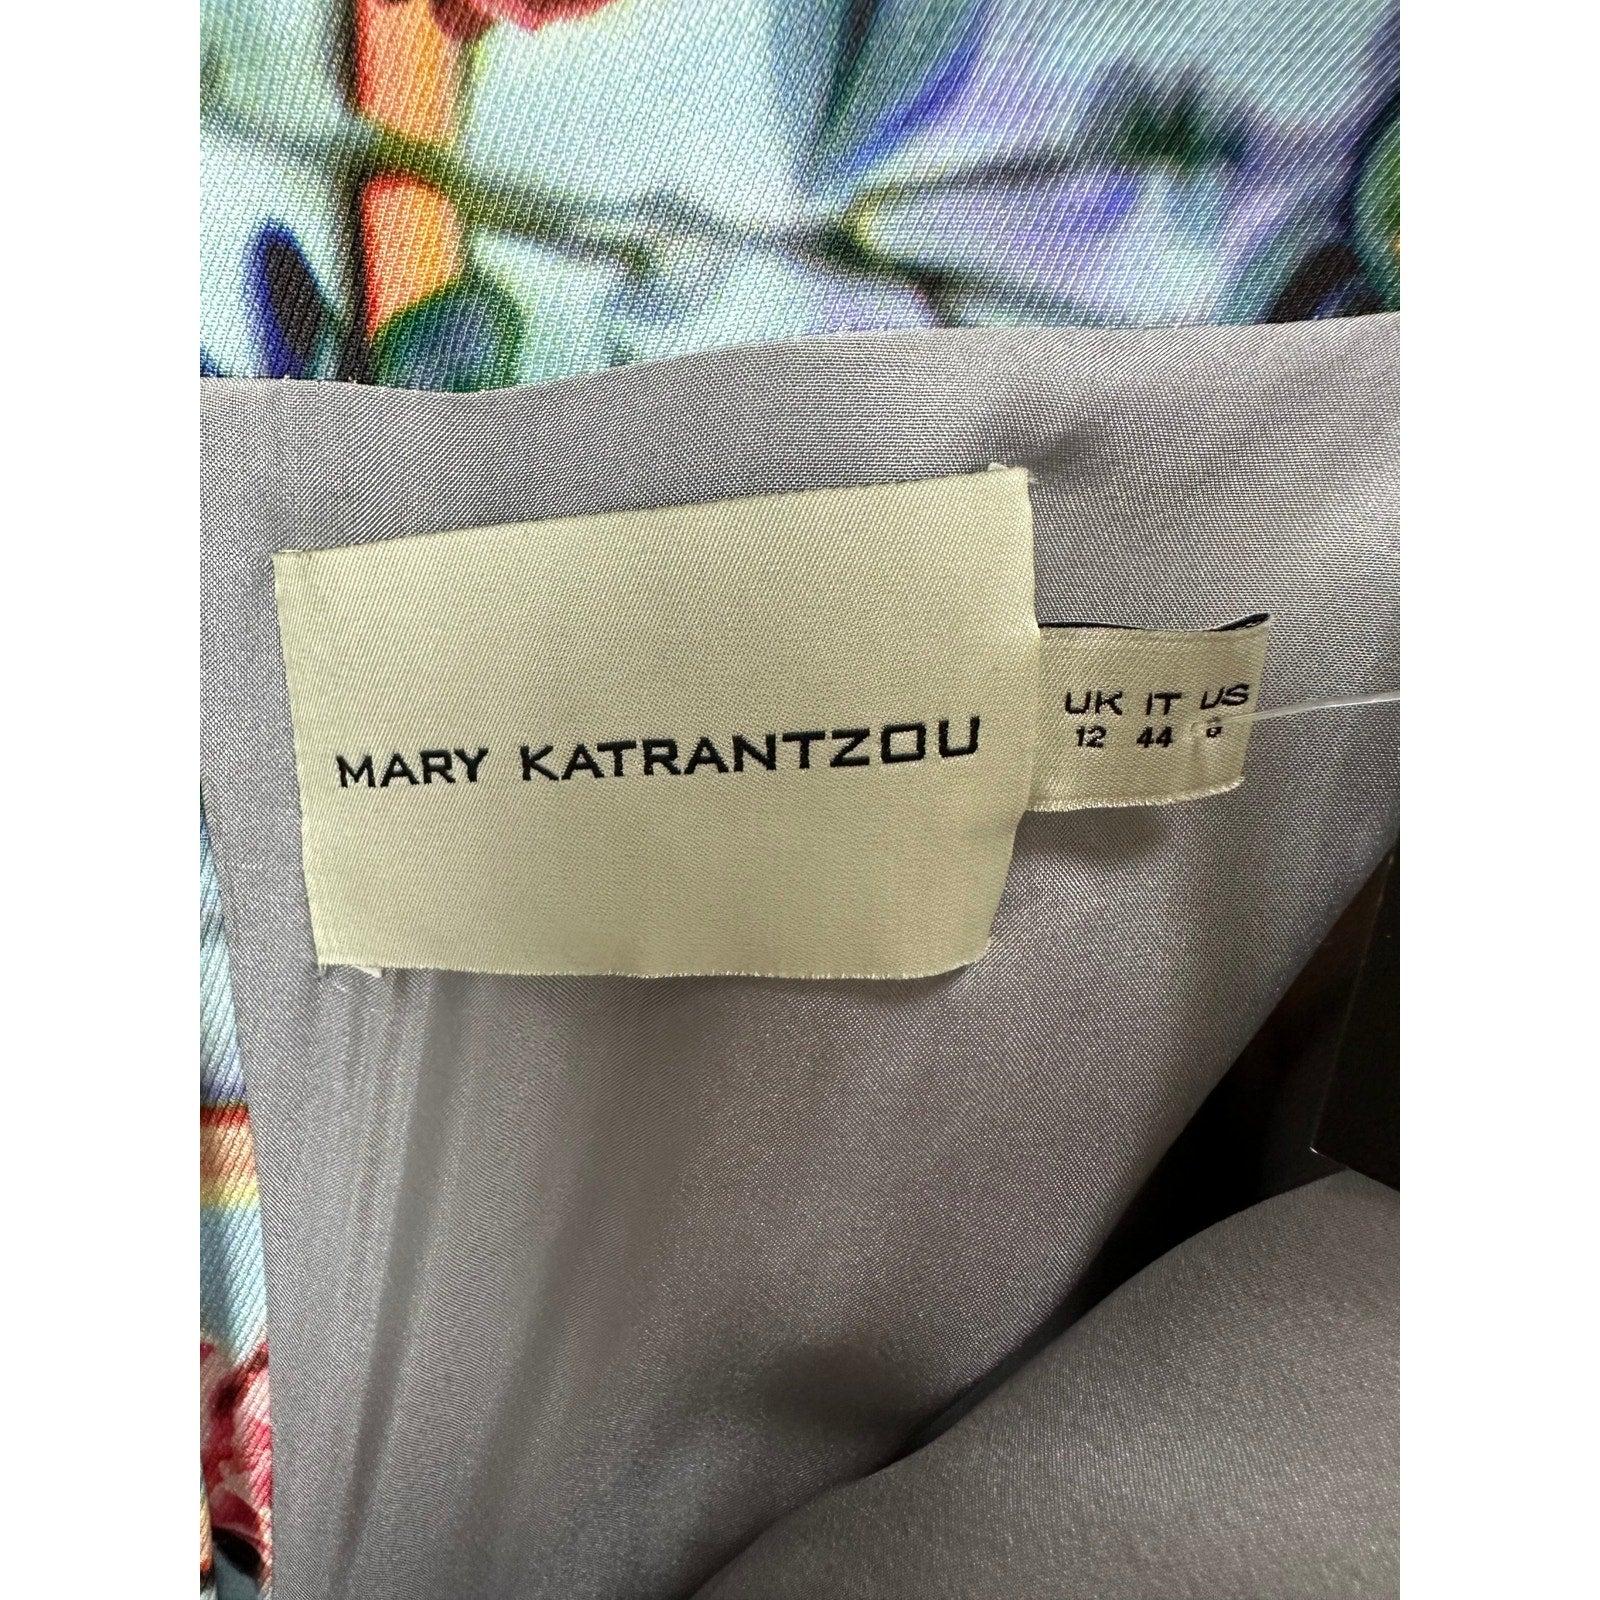 MARY KATRANTZOU
UK IT US
12 44